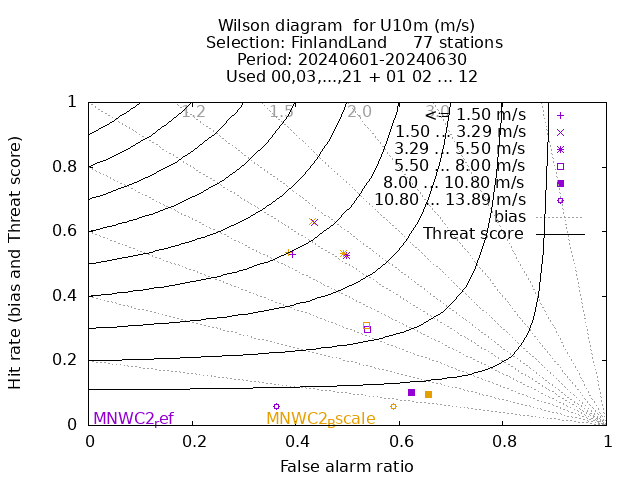 Wilson diagram  for U10m (m/s)
Selection: FinlandLand     77 stations
Period: 20240601-20240630
Used 00,03,...,21 + 01 02 ... 12
1.2 1.5 2.0 3.0
<= 1.50 m/s
1.50 ... 3.29 m/s
3.29 ... 5.50 m/s
5.50 ... 8.00 m/s
8.00 ... 10.80 m/s
10.80 ... 13.89 m/s
bias
Threat score
Hit rate (bias and Threat score)
1
0.8
0.6
0.4
0.2
0
MNWC2_ref MNWC2_Bscale
0 0.2 0.4 0.6 0.8 1
False alarm ratio